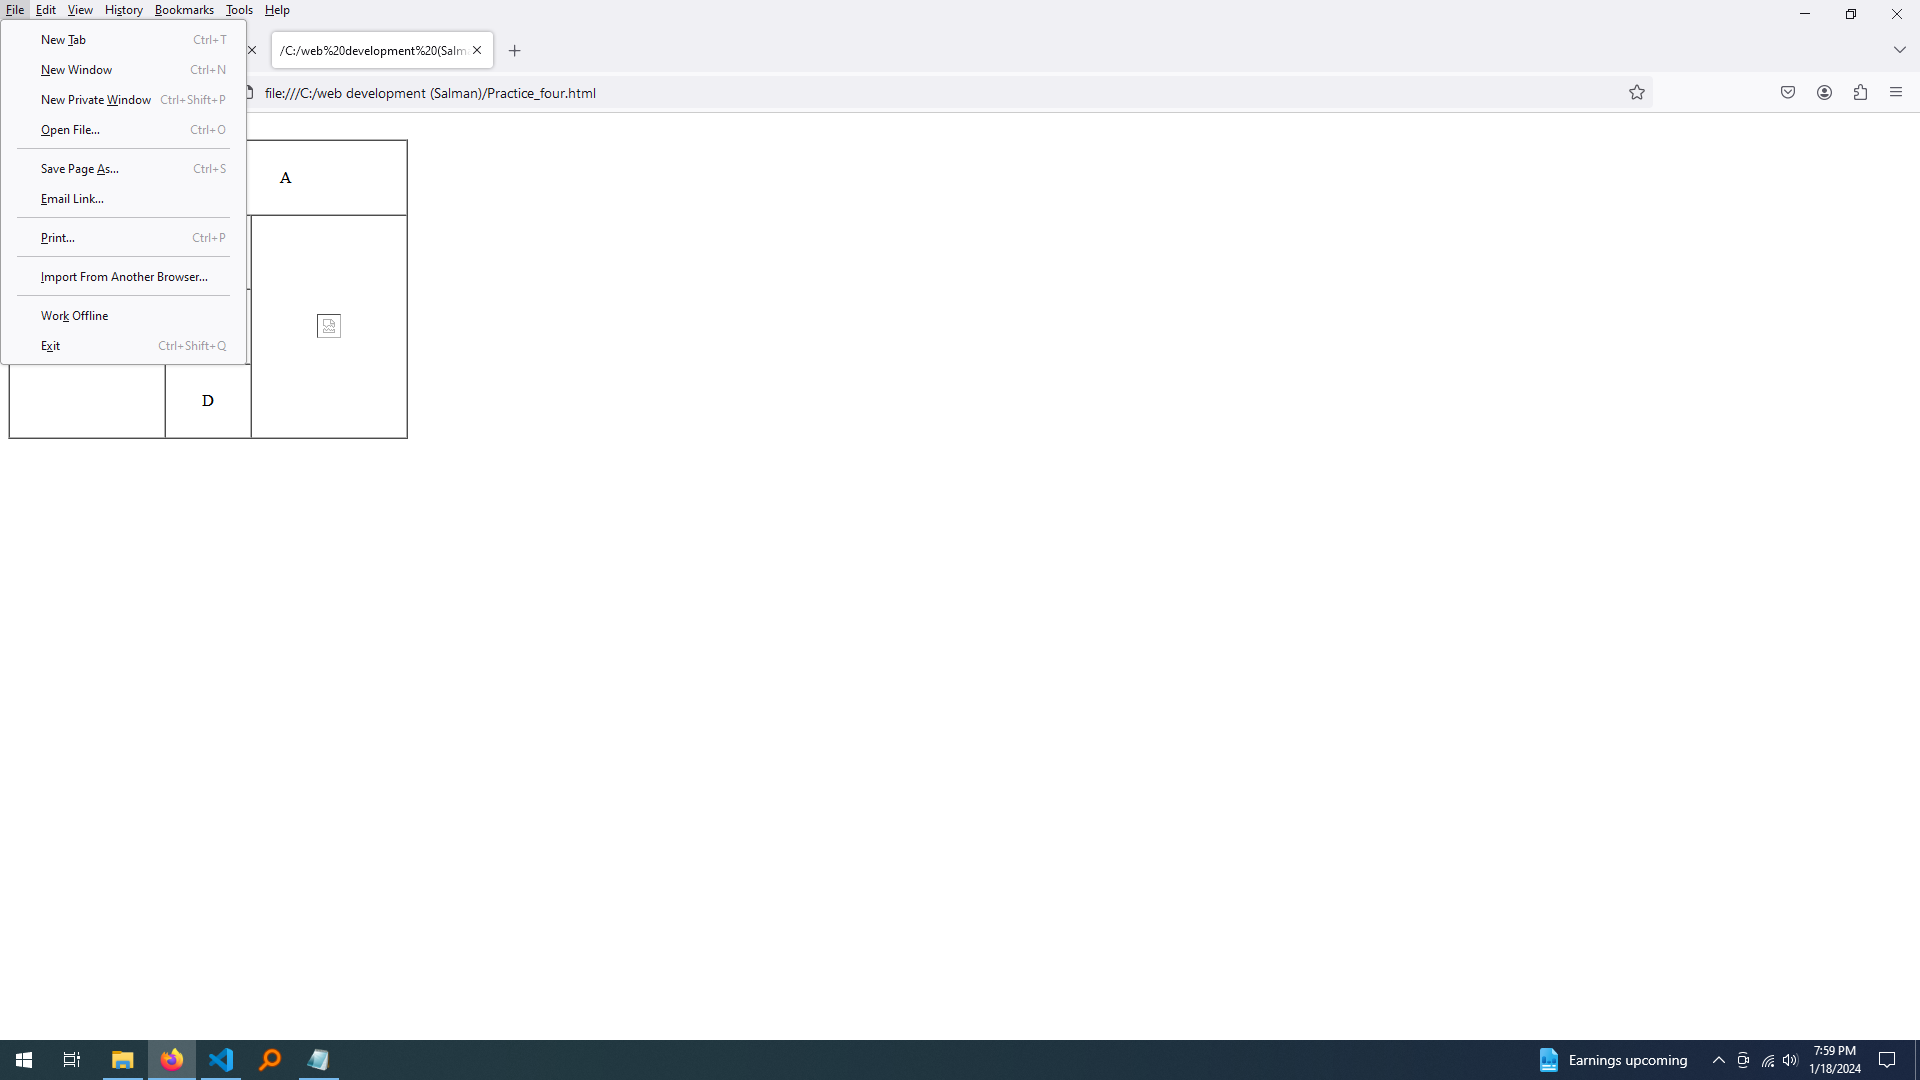 File Edit View History Bookmarks Tools Help
New Tab Ctrl+T
/C:/web%20development%20(Salm
New Window Ctrl+N
file:///C:/web development (Salman)/Practice_four.html
New Private Window Ctrl+Shift+P
Open File... Ctrl+O
Save Page As... Ctrl+S
A
Email Link...
Print... Ctrl+P
Import From Another Browser...
Work Offline
Exit Ctrl+Shift+Q
D
Earnings upcoming
7:59 PM
1/18/2024